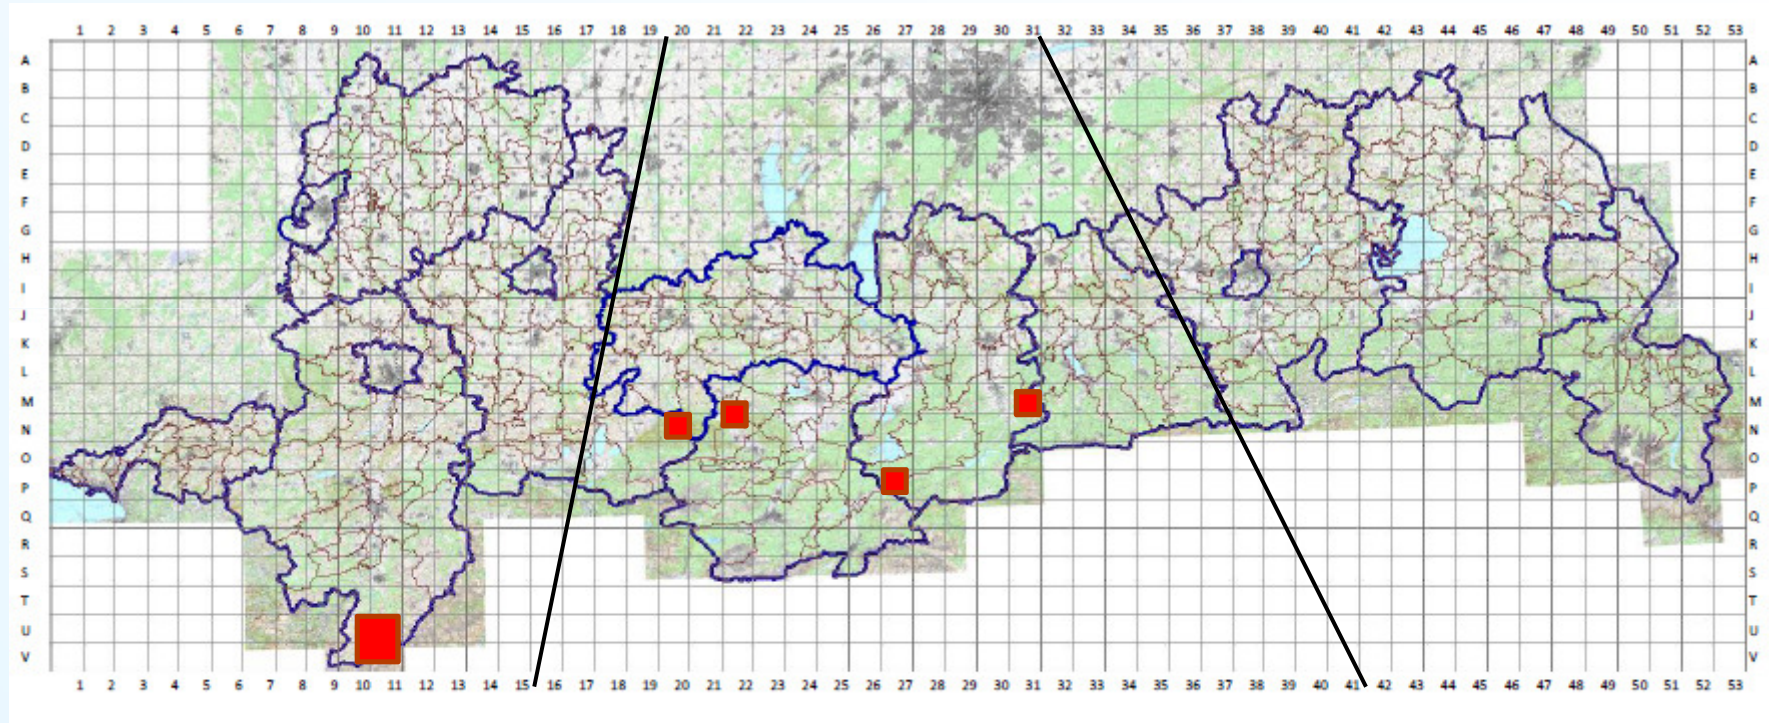 1 2 3 4 5 6 7 8 9 10 11 12 13 14 15 16 17 18 19 20 21 22 23 24 25 26 27 28 29 30 31 32 33 34 35 36 37 38 39 40 41 42 43 44 45 46 47 48 49 50 51 52 53
A A
B B
C C
D D
E E
F F
G G
H H
I I
J J
K K
L L
M M
N N
O O
P P
Q Q
R R
S S
T T
U U
V V
1 2 3 4 5 6 7 8 9 10 11 12 13 14 15 16 17 18 19 20 21 22 23 24 25 26 27 28 29 30 31 32 33 34 35 36 37 38 39 40 41 42 43 44 45 46 47 48 49 50 51 52 53